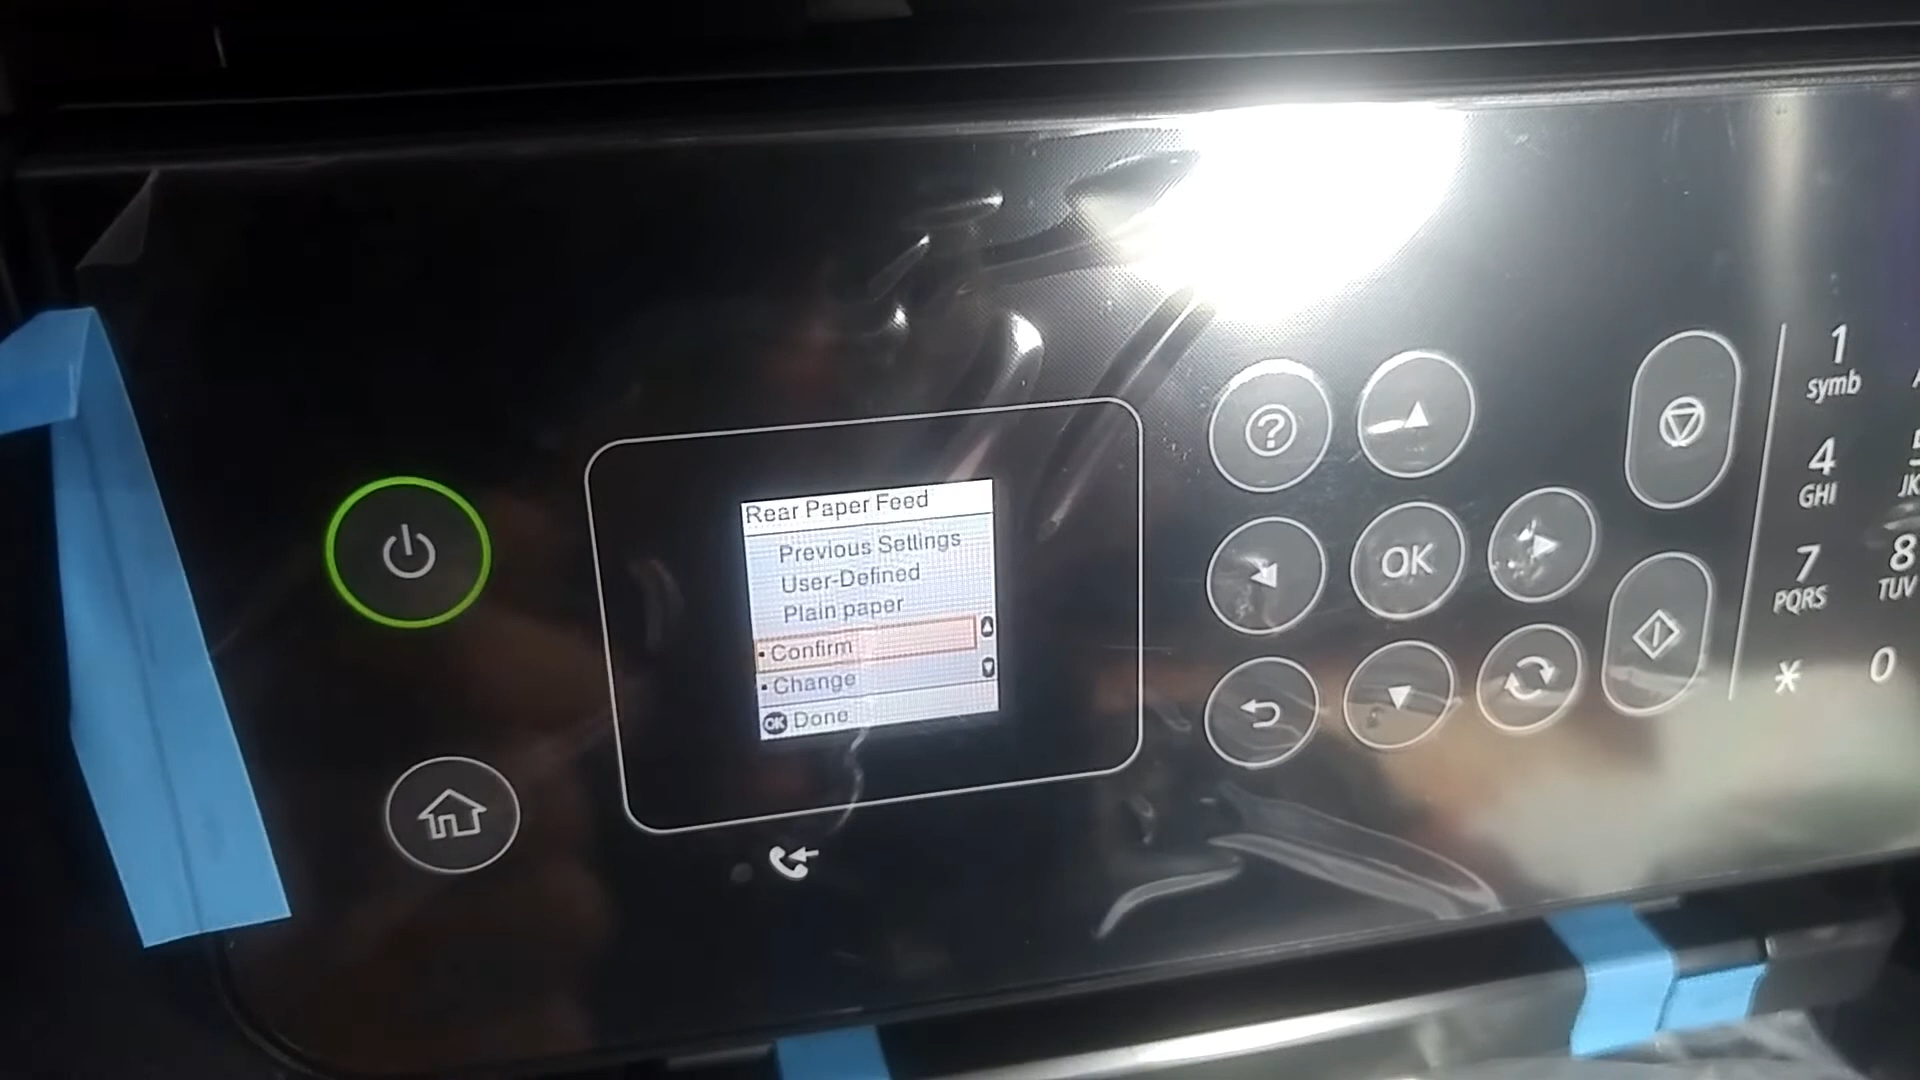 Rear Paper Feed
Previous Settings
User-Defined
Plain paper
Confirm
Change
OK Done
?
OK
1
symb
4
GHI
7
PQRS
8
TUV
*
0